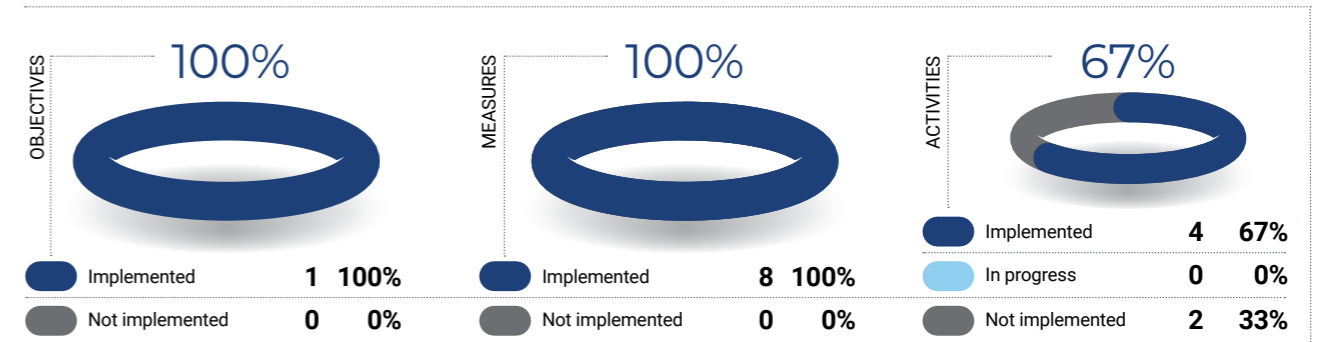 OBJECTIVES
100%
Implemented 1 100%
Not implemented 0 0%
MEASURES
100%
Implemented 8 100%
Not implemented 0 0%
ACTIVITIES
67%
Implemented 4 67%
In progress 0 0%
Not implemented 2 33%